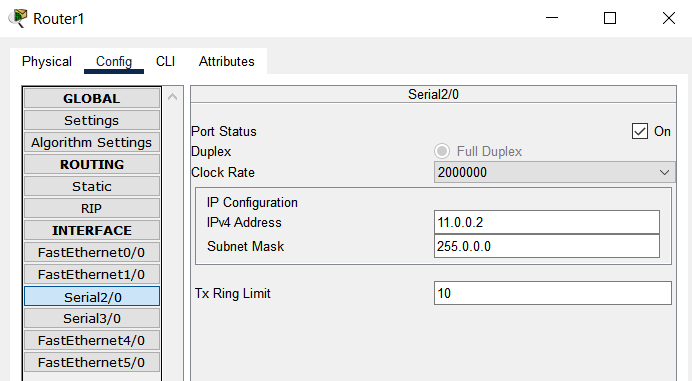 Router1
Physical Config CLI Attributes
GLOBAL
Settings
Algorithm Settings
ROUTING
Static
RIP
INTERFACE
FastEthernet0/0
FastEthernet1/0
Serial2/0
Serial3/0
FastEthernet4/0
FastEthernet5/0
Serial2/0
Port Status On
Duplex Full Duplex
Clock Rate 2000000
IP Configuration
IPv4 Address 11.0.0.2
Subnet Mask 255.0.0.0
Tx Ring Limit 10